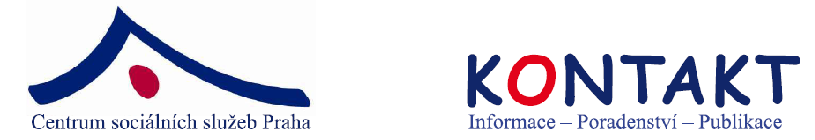 KONTAKT
Centrum sociálních služeb Praha
Informace – Poradenství – Publikace